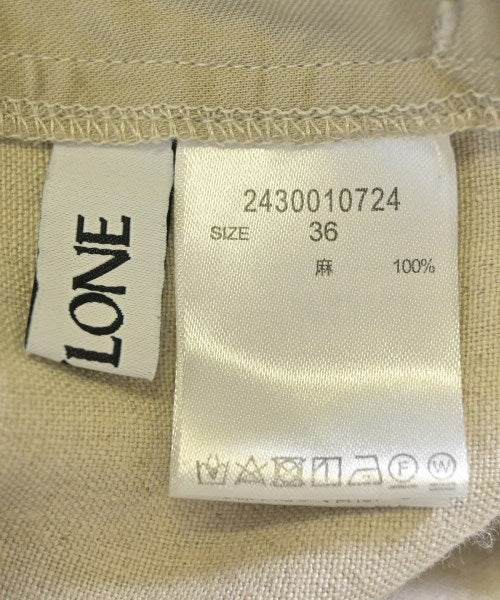 2430010724
SIZE 36
麻 100%
LONE
F W